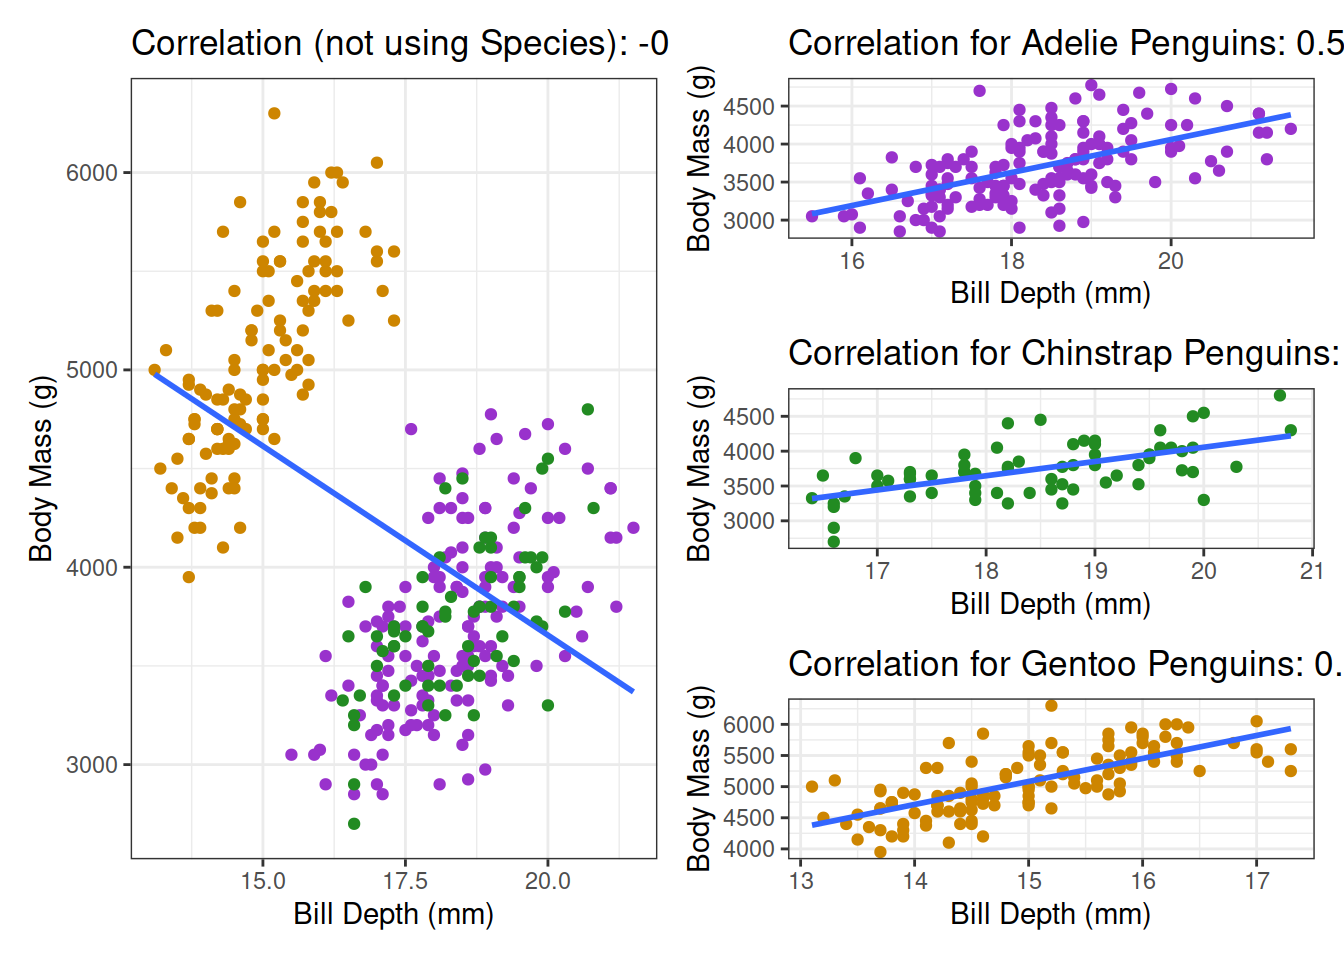 Correlation (not using Species): -0
6000
5000
4000
3000
Body Mass (g)
15.0 17.5 20.0
Bill Depth (mm)
Correlation for Adelie Penguins: 0.5
4500
4000
3500
3000
Body Mass (g)
16 18 20
Bill Depth (mm)
Correlation for Chinstrap Penguins:
4500
4000
3500
3000
Body Mass (g)
17 18 19 20 21
Bill Depth (mm)
Correlation for Gentoo Penguins: 0.
6000
5500
5000
4500
4000
Body Mass (g)
13 14 15 16 17
Bill Depth (mm)